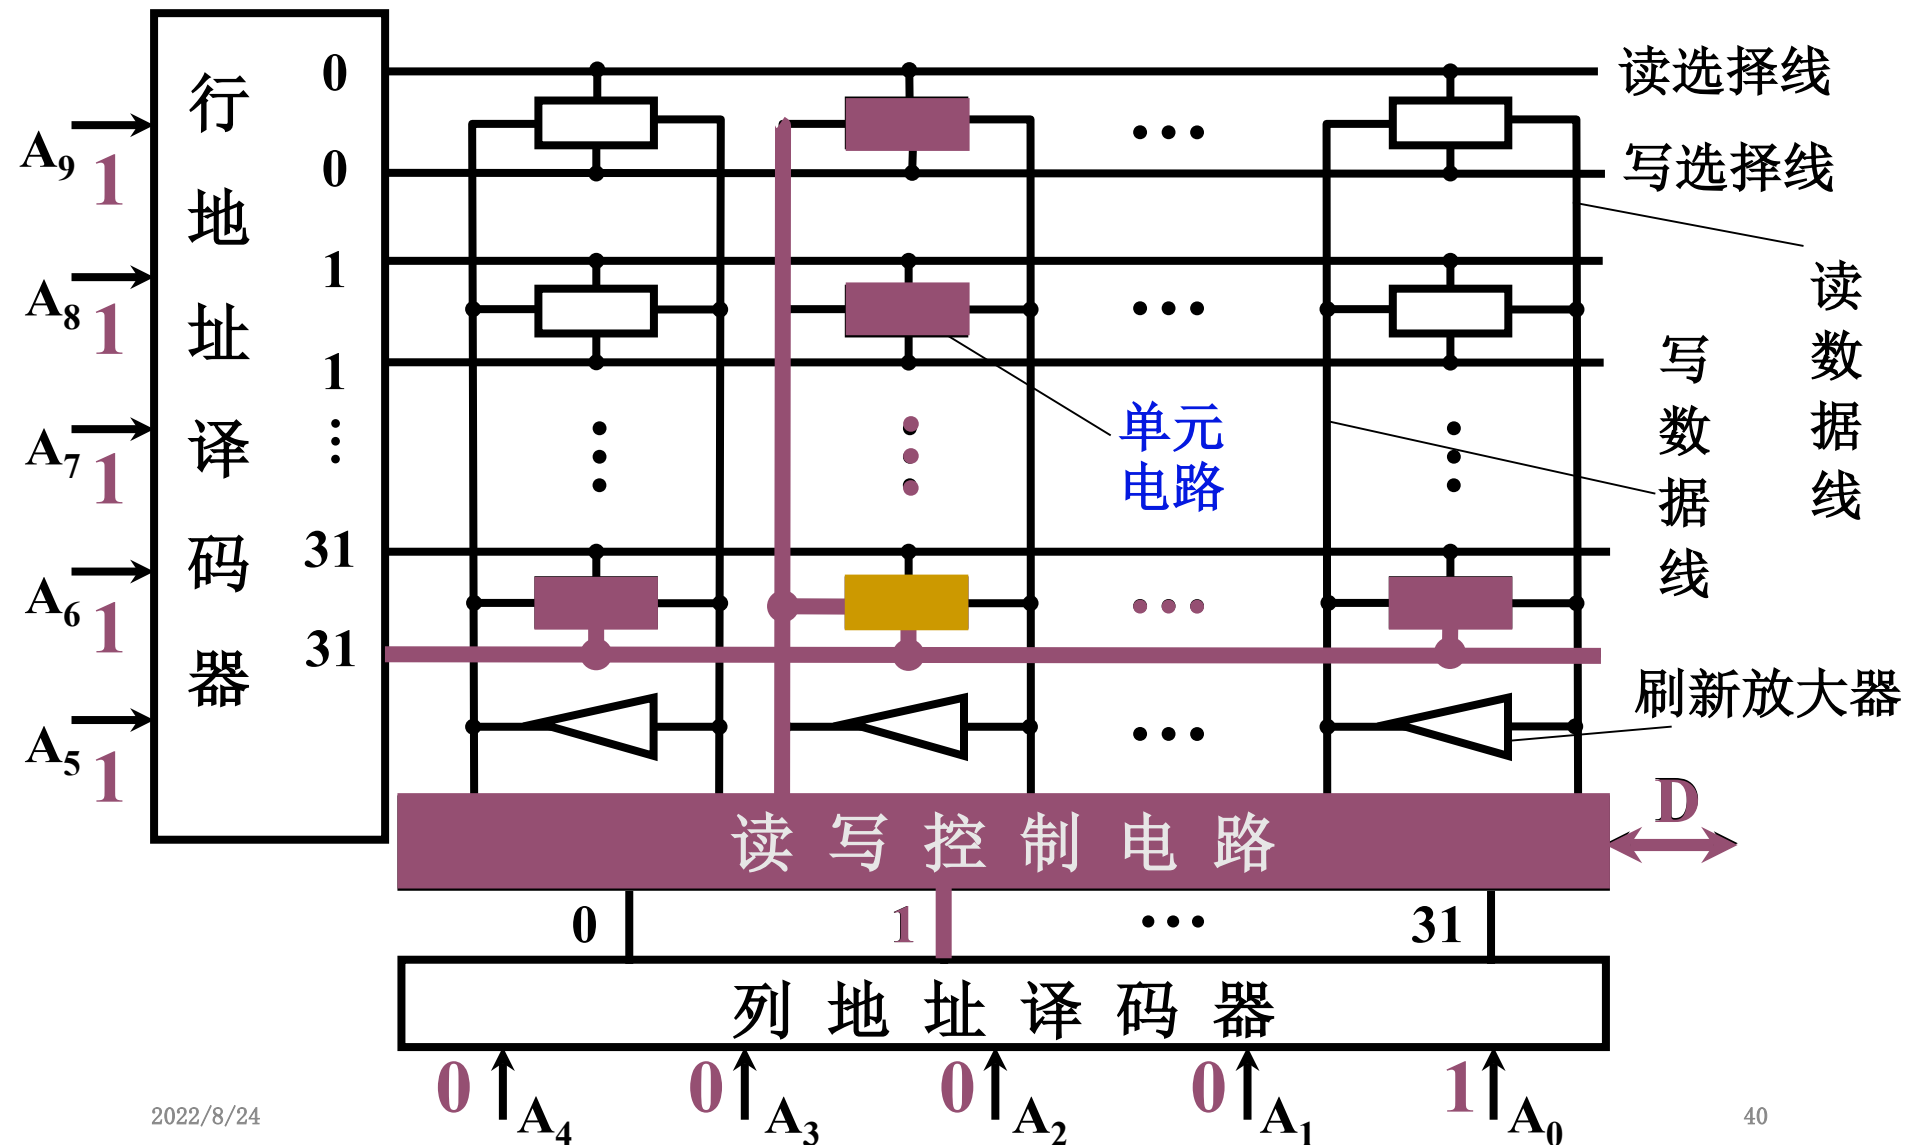 行地址译码器
0
0
1
1
⋮
31
31
A9 1
A8 1
A7 1
A6 1
A5 1
读选择线
写选择线
读数据线
写数据线
单元
电路
刷新放大器
读写控制电路
D
0 1 … 31
列地址译码器
0 A4 0 A3 0 A2 0 A1 1 A0
2022/8/24
40